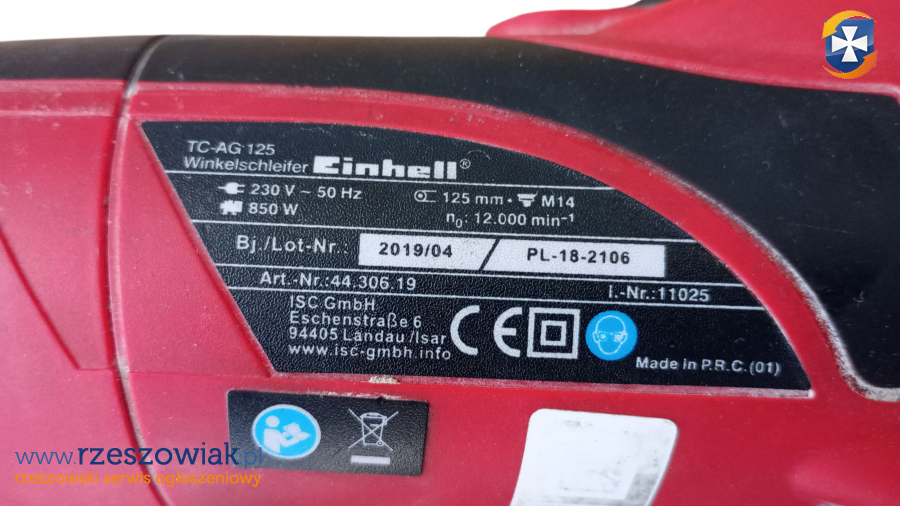 TC-AG 125
Winkelschleifer Einhell®
230 V ~ 50 Hz 125 mm • M14
850 W n₀: 12.000 min⁻¹
Bj./Lot-Nr.: 2019/04 / PL-18-2106
Art.-Nr.:44.306.19 I.-Nr.:11025
ISC GmbH
Eschenstraße 6
94405 Landau /Isar
www.isc-gmbh.info
CE
Made in P.R.C. (01)
www.rzeszowiak.pl
rzeszowski serwis ogłoszeniowy